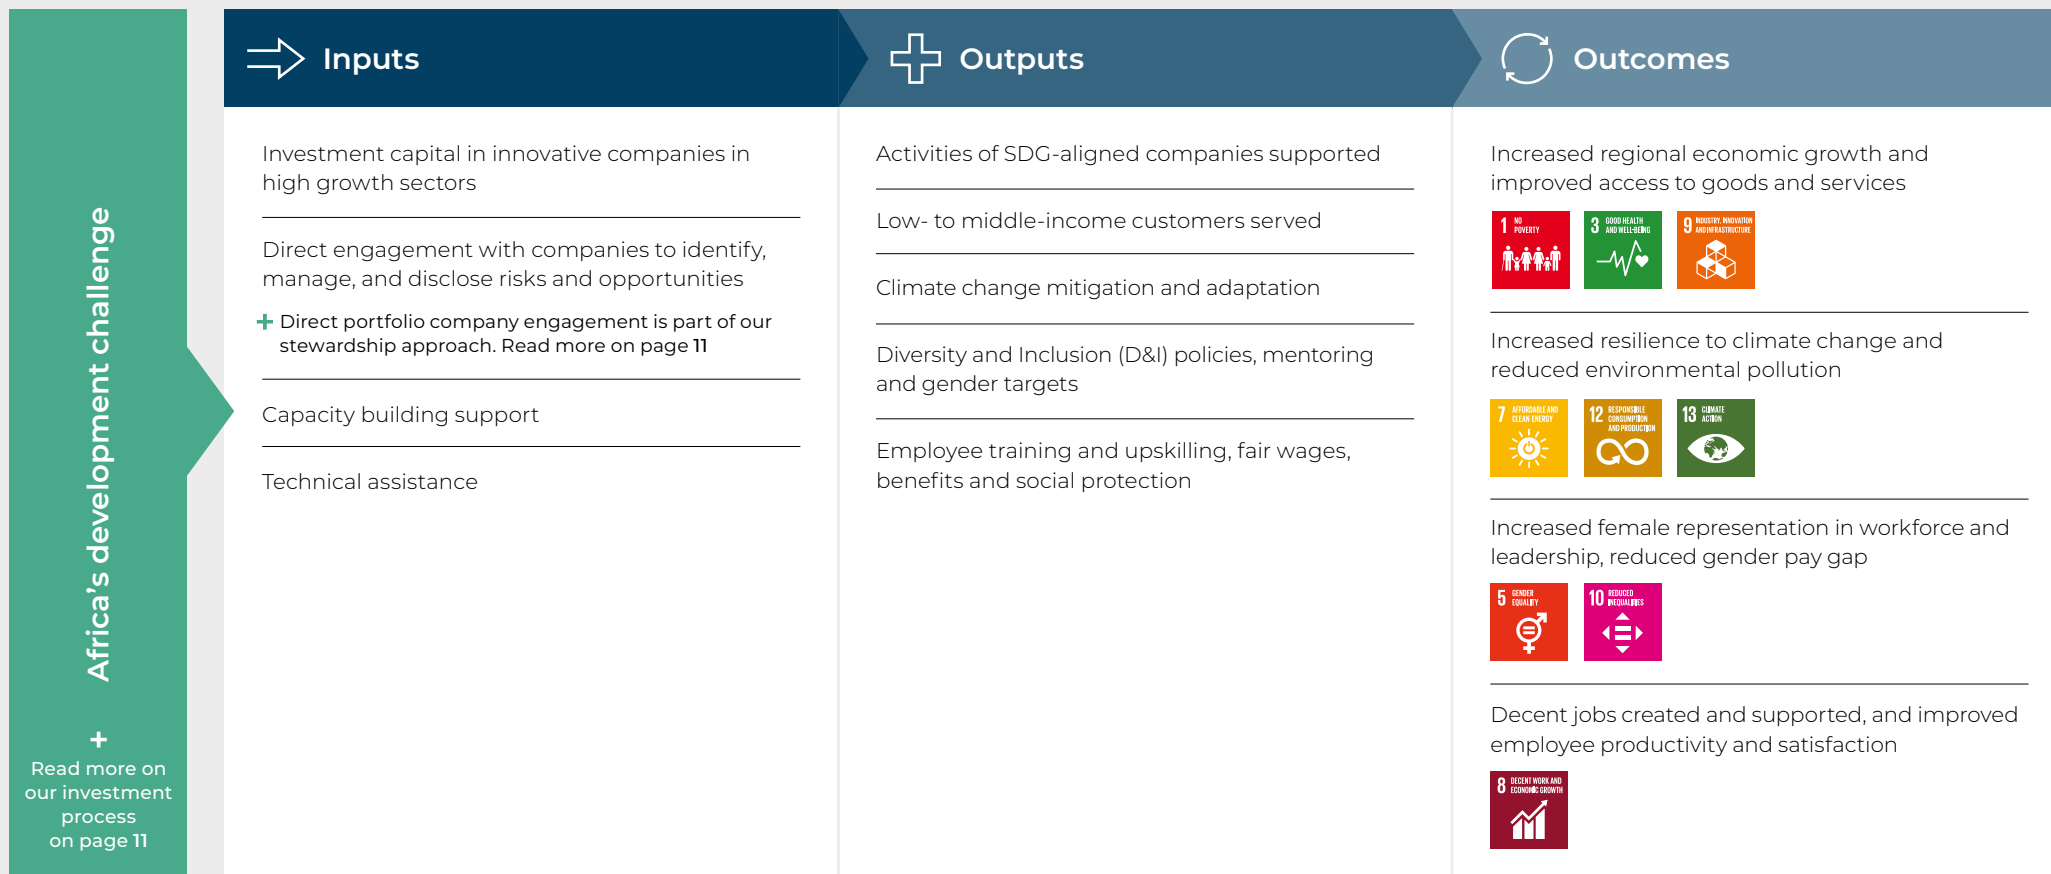 Africa's development challenge
+
Read more on
our investment
process
on page 11
Inputs
Investment capital in innovative companies in
high growth sectors
Direct engagement with companies to identify,
manage, and disclose risks and opportunities
+ Direct portfolio company engagement is part of our
stewardship approach. Read more on page 11
Capacity building support
Technical assistance
Outputs
Activities of SDG-aligned companies supported
Low- to middle-income customers served
Climate change mitigation and adaptation
Diversity and Inclusion (D&I) policies, mentoring
and gender targets
Employee training and upskilling, fair wages,
benefits and social protection
Outcomes
Increased regional economic growth and
improved access to goods and services
1 NO
POVERTY
3 GOOD HEALTH
AND WELL-BEING
9 INDUSTRY, INNOVATION
AND INFRASTRUCTURE
Increased resilience to climate change and
reduced environmental pollution
7 AFFORDABLE AND
CLEAN ENERGY
12 RESPONSIBLE
CONSUMPTION
AND PRODUCTION
13 CLIMATE
ACTION
Increased female representation in workforce and
leadership, reduced gender pay gap
5 GENDER
EQUALITY
10 REDUCED
INEQUALITIES
Decent jobs created and supported, and improved
employee productivity and satisfaction
8 DECENT WORK AND
ECONOMIC GROWTH